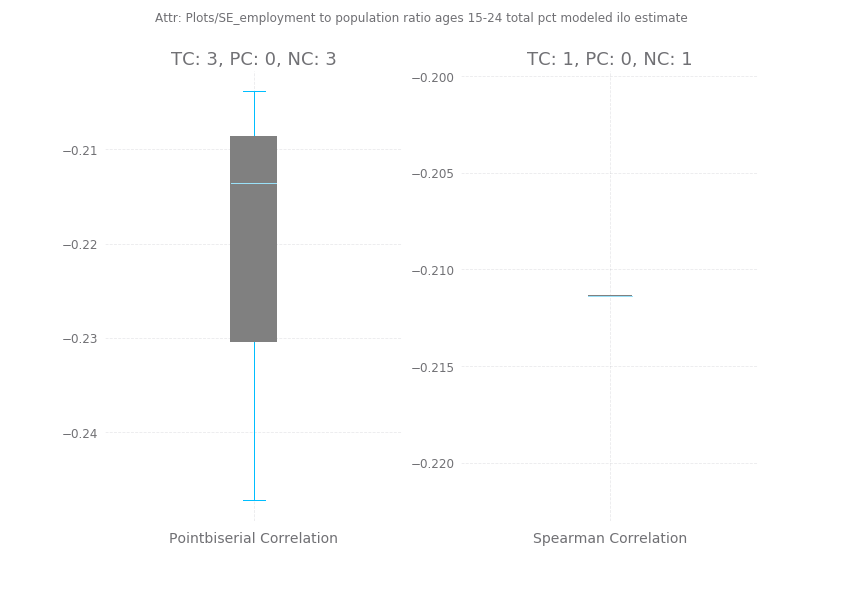 Attr: Plots/SE_employment to population ratio ages 15-24 total pct modeled ilo estimate
TC: 3, PC: 0, NC: 3
−0.21
−0.22
−0.23
−0.24
Pointbiserial Correlation
TC: 1, PC: 0, NC: 1
−0.200
−0.205
−0.210
−0.215
−0.220
Spearman Correlation